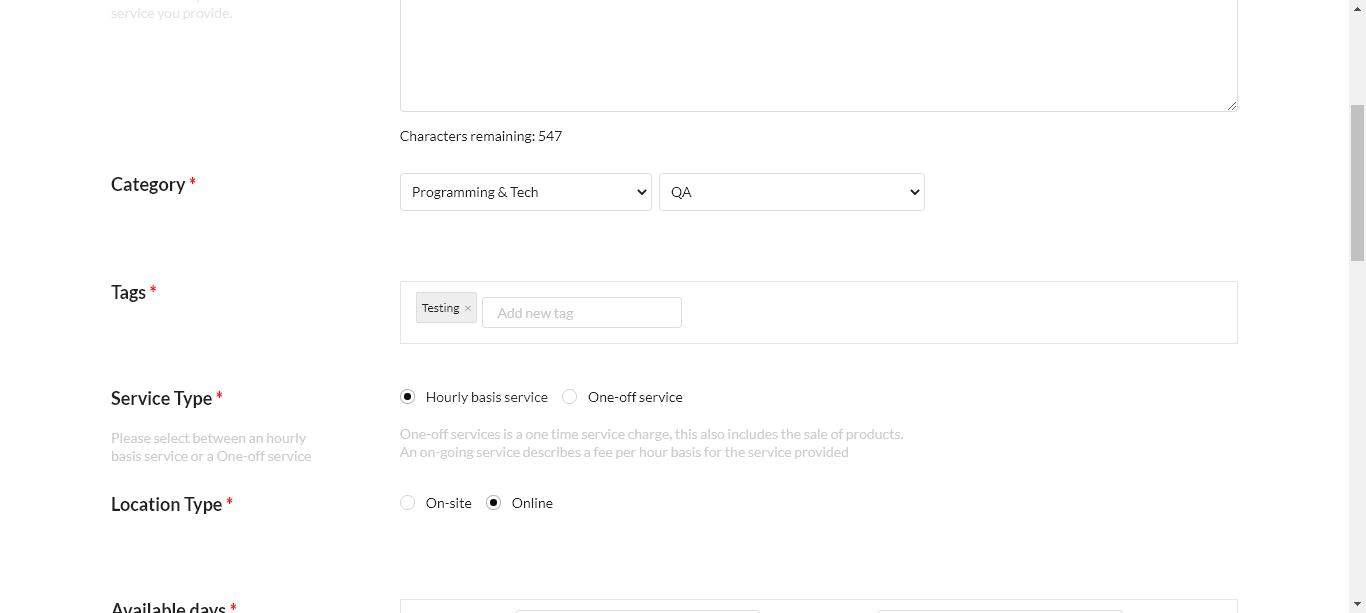 service you provide.
Characters remaining: 547
Category *
Programming & Tech
QA
Tags *
Testing ×
Add new tag
Service Type *
Hourly basis service
One-off service
Please select between an hourly
basis service or a One-off service
One-off services is a one time service charge, this also includes the sale of products.
An on-going service describes a fee per hour basis for the service provided
Location Type *
On-site
Online
Available days *